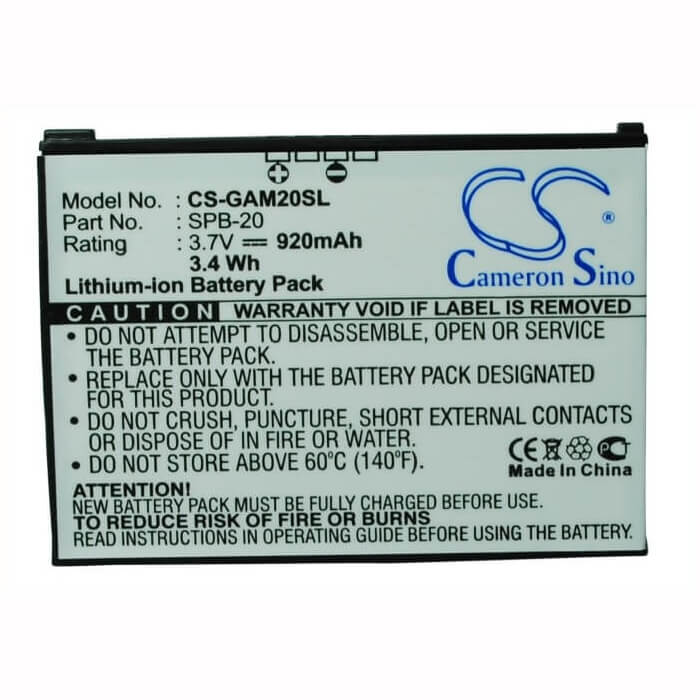 CS
®
Cameron Sino
Model No.: CS-GAM20SL
Part No. : SPB-20
Rating : 3.7V 920mAh
3.4 Wh
Lithium-ion Battery Pack
CAUTION WARRANTY VOID IF LABEL IS REMOVED
• DO NOT ATTEMPT TO DISASSEMBLE, OPEN OR SERVICE
THE BATTERY PACK.
• REPLACE ONLY WITH THE BATTERY PACK DESIGNATED
FOR THIS PRODUCT.
• DO NOT CRUSH, PUNCTURE, SHORT EXTERNAL CONTACTS
OR DISPOSE OF IN FIRE OR WATER.
• DO NOT STORE ABOVE 60°C (140°F).
CE
Made In China
ATTENTION!
NEW BATTERY PACK MUST BE FULLY CHARGED BEFORE USE
TO REDUCE RISK OF FIRE OR BURNS
READ INSTRUCTIONS IN OPERATING GUIDE BEFORE USING THE BATTERY.